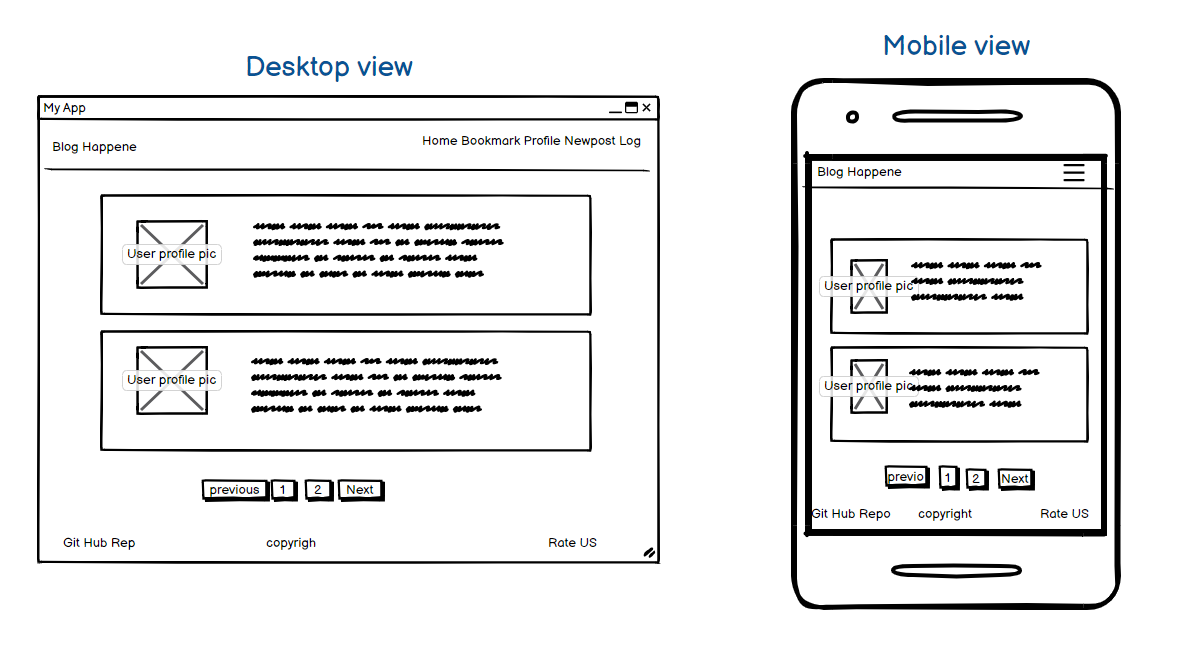 Desktop view
My App
Blog Happene
Home Bookmark Profile Newpost Log
User profile pic
User profile pic
previous 1 2 Next
Git Hub Rep copyrigh Rate US
Mobile view
Blog Happene
User profile pic
User profile pic
previo 1 2 Next
Git Hub Repo copyright Rate US